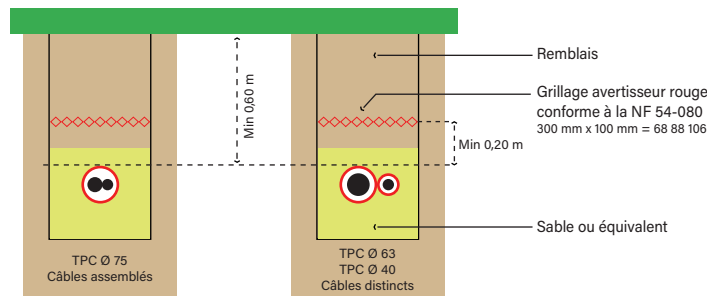 Remblais
Min 0,60 m
Grillage avertisseur rouge
conforme à la NF 54-080
300 mm x 100 mm = 68 88 106
Min 0,20 m
Sable ou équivalent
TPC Ø 75
Câbles assemblés
TPC Ø 63
TPC Ø 40
Câbles distincts